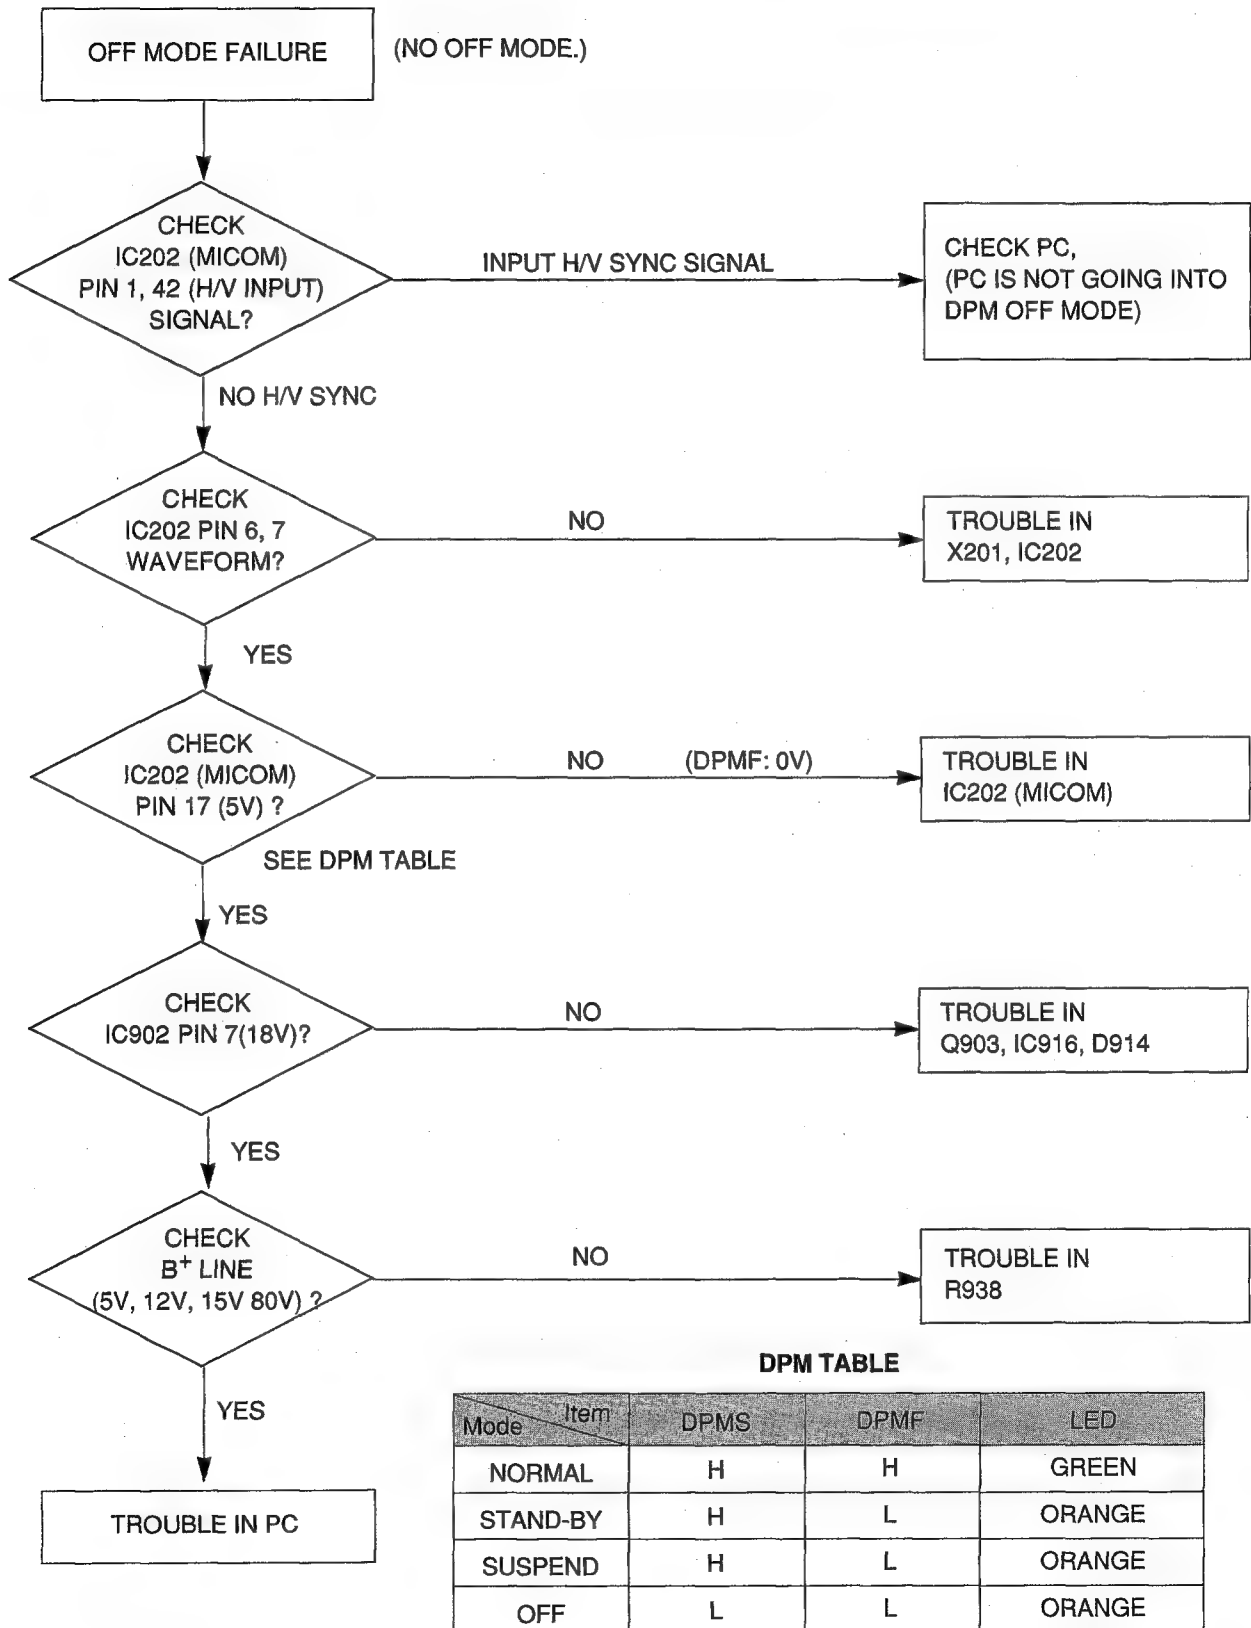 OFF MODE FAILURE
(NO OFF MODE.)
CHECK
IC202 (MICOM)
PIN 1, 42 (H/V INPUT)
SIGNAL?
INPUT H/V SYNC SIGNAL
CHECK PC,
(PC IS NOT GOING INTO
DPM OFF MODE)
NO H/V SYNC
CHECK
IC202 PIN 6, 7
WAVEFORM?
NO
TROUBLE IN
X201, IC202
YES
CHECK
IC202 (MICOM)
PIN 17 (5V) ?
NO (DPMF: 0V)
TROUBLE IN
IC202 (MICOM)
SEE DPM TABLE
YES
CHECK
IC902 PIN 7(18V)?
NO
TROUBLE IN
Q903, IC916, D914
YES
CHECK
B+ LINE
(5V, 12V, 15V 80V) ?
NO
TROUBLE IN
R938
YES
TROUBLE IN PC
DPM TABLE
Mode Item DPMS DPMF LED
NORMAL H H GREEN
STAND-BY H L ORANGE
SUSPEND H L ORANGE
OFF L L ORANGE